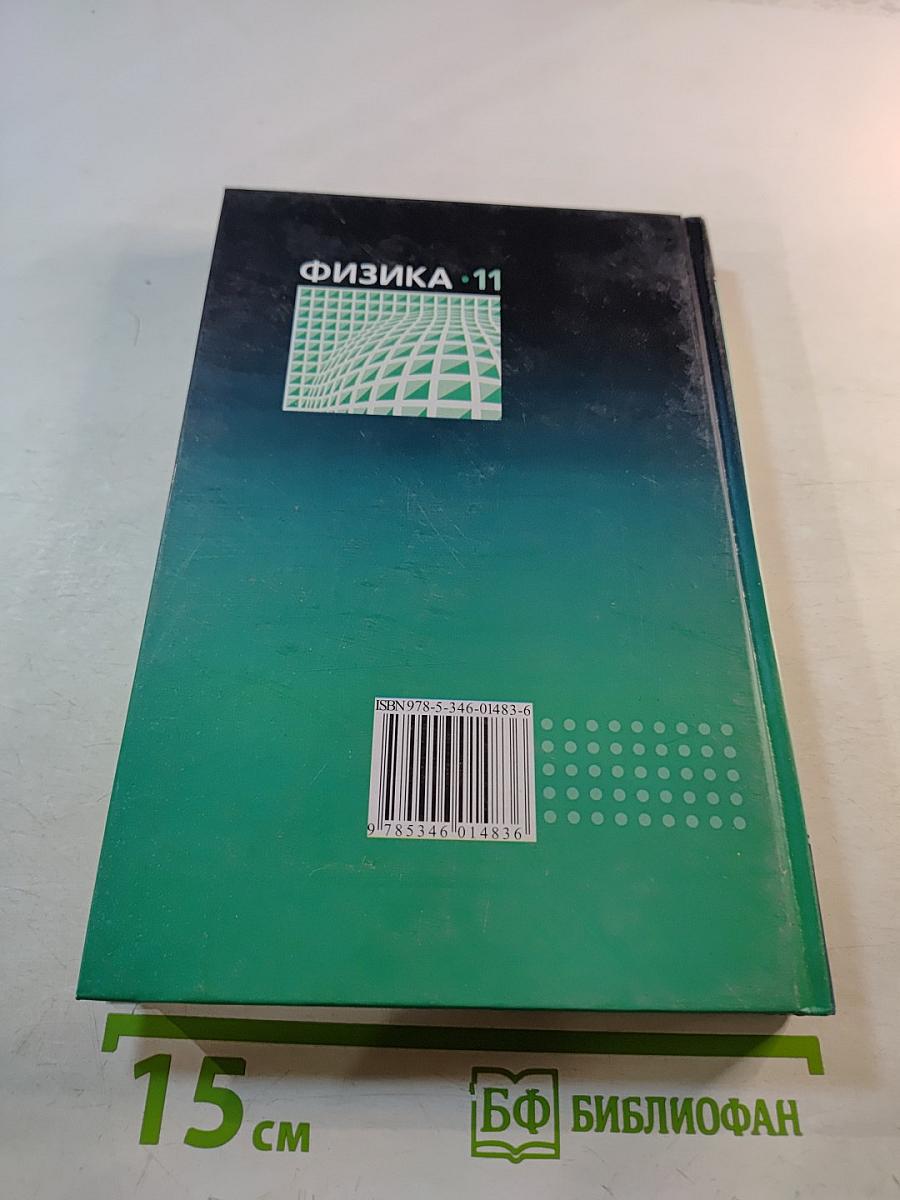 ФИЗИКА · 11
ISBN 978-5-346-01483-6
9 785346 014836
15 см
БФ БИБЛИОФАН